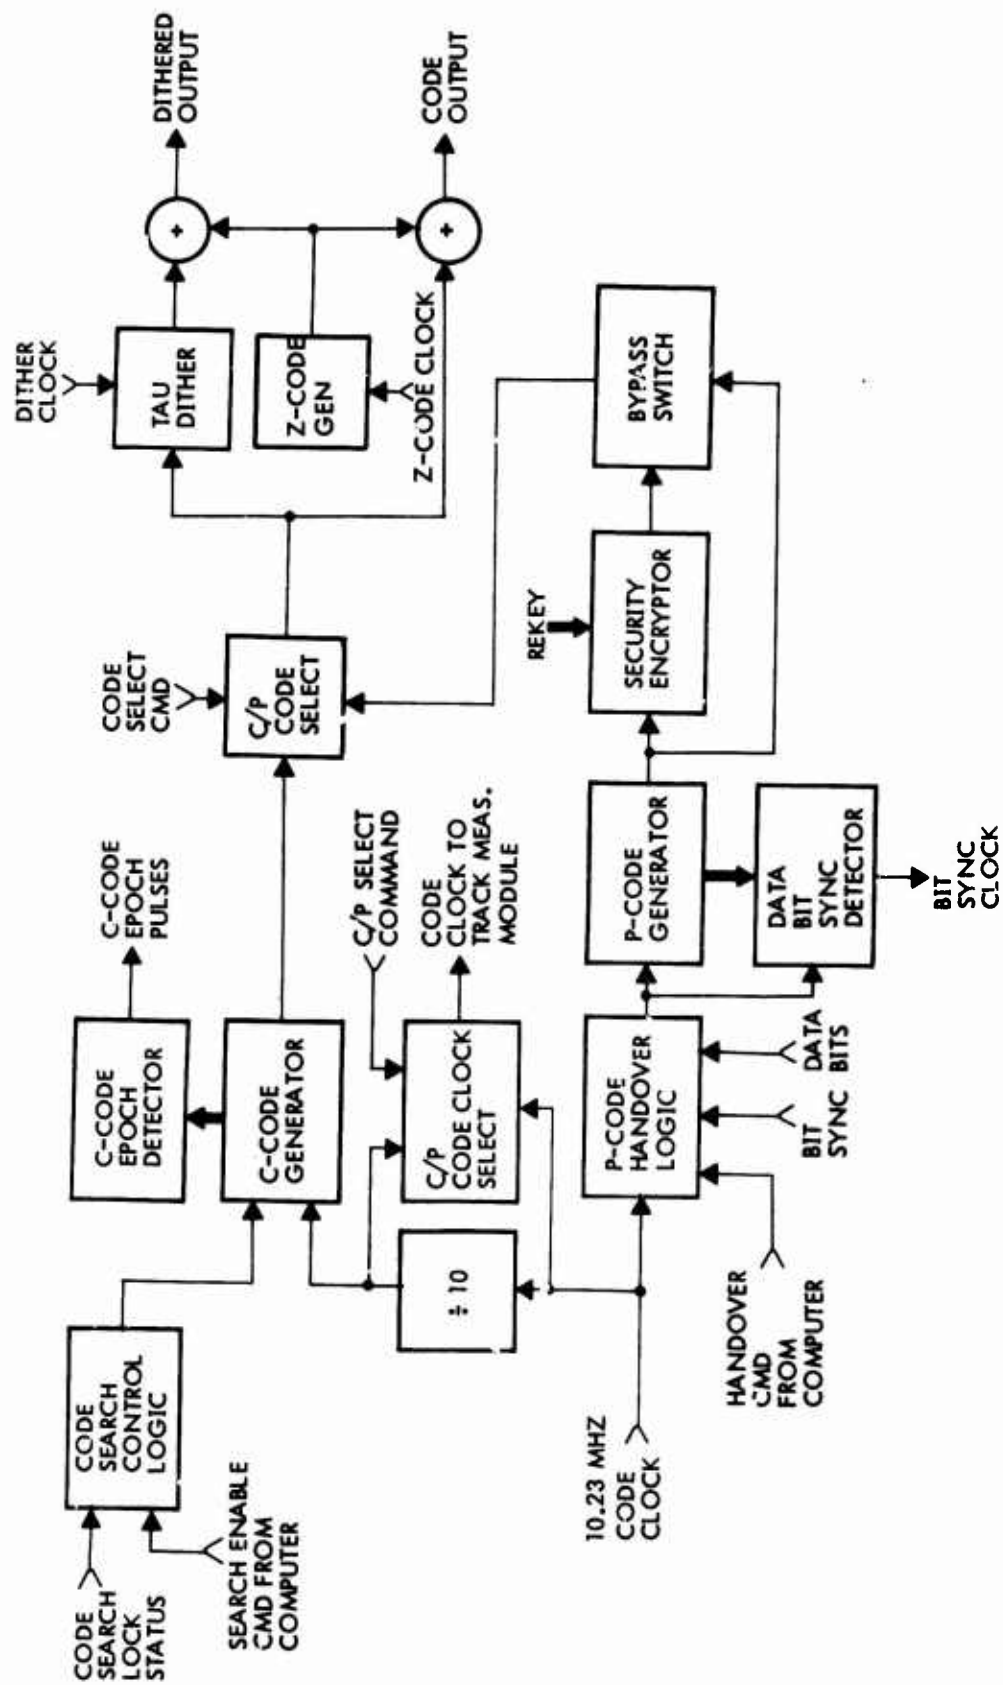 CODE
SEARCH
LOCK
STATUS
SEARCH ENABLE
CMD FROM
COMPUTER
CODE
SEARCH
CONTROL
LOGIC
C-CODE
EPOCH
DETECTOR
C-CODE
EPOCH
PULSES
C-CODE
GENERATOR
CODE
SELECT
CMD
C/P
CODE
SELECT
DITHER
CLOCK
TAU
DITHER
+
DITHERED
OUTPUT
Z-CODE
GEN
Z-CODE CLOCK
+
CODE
OUTPUT
÷ 10
C/P
CODE CLOCK
SELECT
C/P SELECT
COMMAND
CODE
CLOCK TO
TRACK MEAS.
MODULE
10.23 MHZ
CODE
CLOCK
HANDOVER
CMD
FROM
COMPUTER
P-CODE
HANDOVER
LOGIC
BIT
SYNC
DATA
BITS
P-CODE
GENERATOR
DATA
BIT
SYNC
DETECTOR
BIT
SYNC
CLOCK
REKEY
SECURITY
ENCRYPTOR
BYPASS
SWITCH